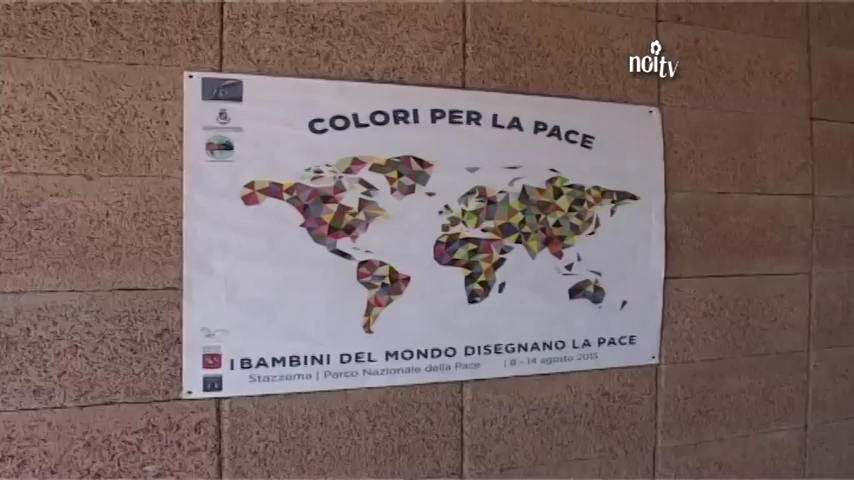 noitv
COLORI PER LA PACE
I BAMBINI DEL MONDO DISEGNANO LA PACE
Stazzema | Parco Nazionale della Pace | 8 - 14 agosto 2015